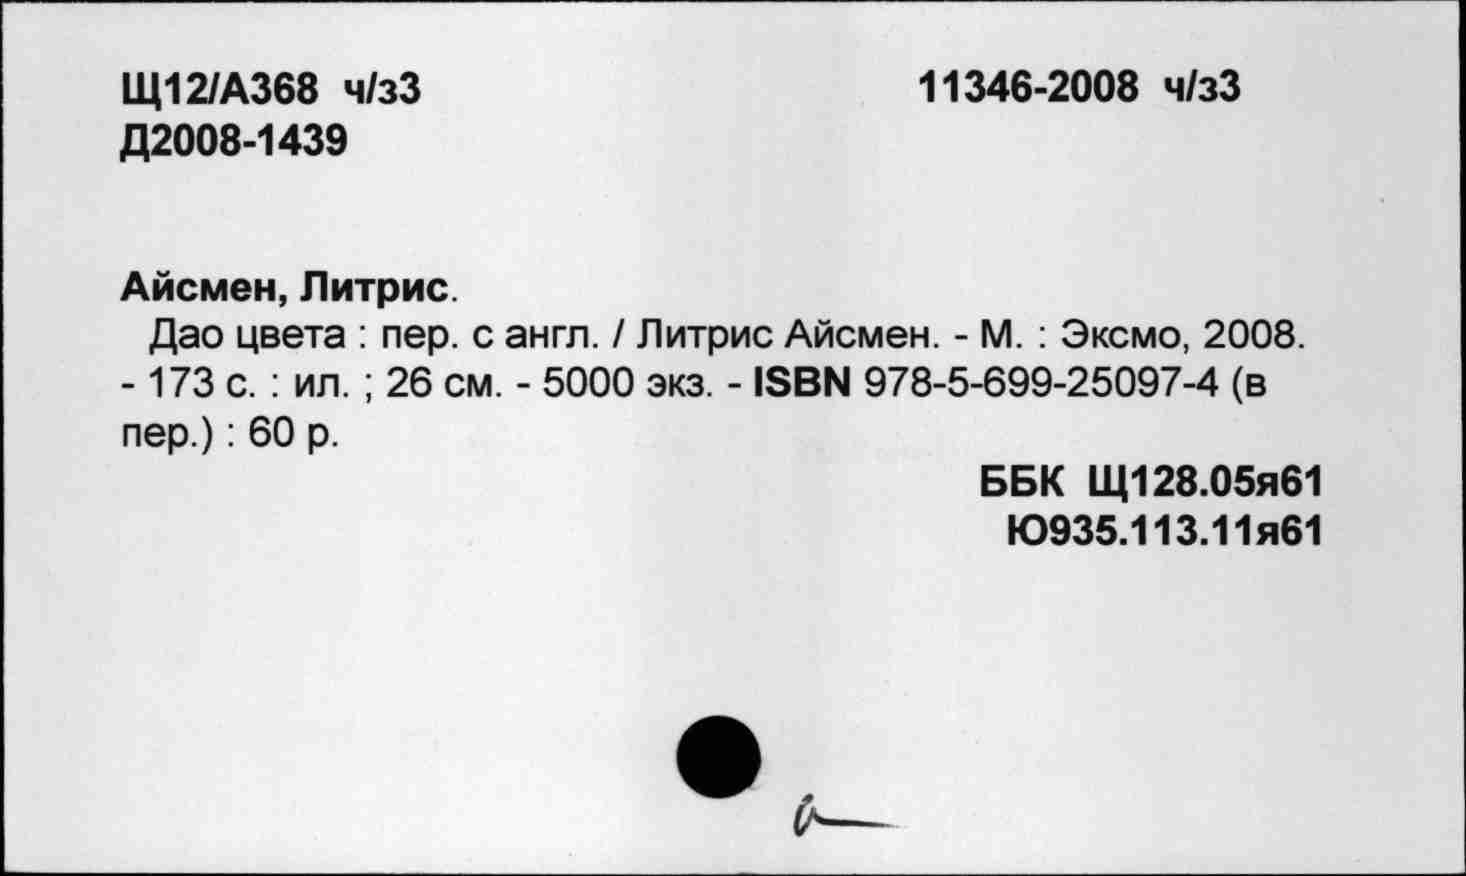 Щ12/А368 ч/з3
11346-2008 ч/з3
Д2008-1439
Айсмен, Литрис.
Дао цвета : пер. с англ. / Литрис Айсмен. - М. : Эксмо, 2008.
- 173 с. : ил. ; 26 см. - 5000 экз. - ISBN 978-5-699-25097-4 (в
пер.) : 60 р.
ББК Щ128.05я61
Ю935.113.11я61